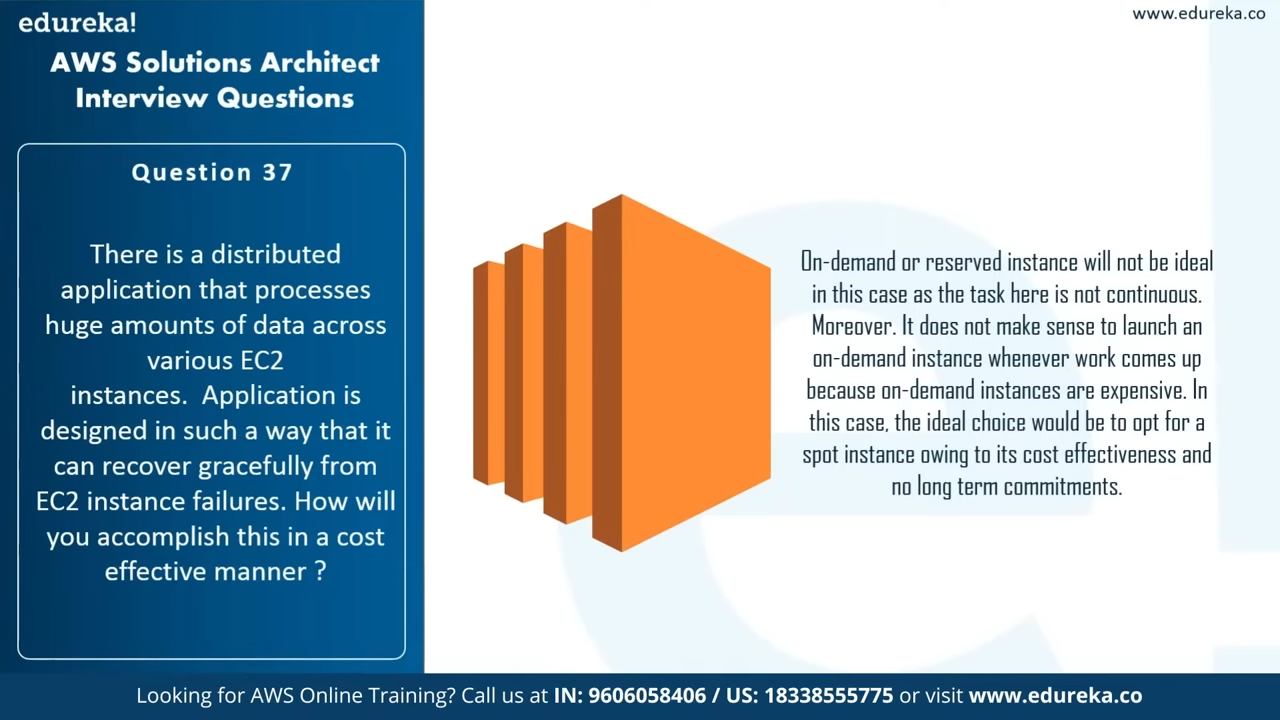 edureka!
www.edureka.co
AWS Solutions Architect
Interview Questions
Question 37
There is a distributed
application that processes
huge amounts of data across
various EC2
instances.  Application is
designed in such a way that it
can recover gracefully from
EC2 instance failures. How will
you accomplish this in a cost
effective manner ?
On-demand or reserved instance will not be ideal
in this case as the task here is not continuous.
Moreover. It does not make sense to launch an
on-demand instance whenever work comes up
because on-demand instances are expensive. In
this case, the ideal choice would be to opt for a
spot instance owing to its cost effectiveness and
no long term commitments.
Looking for AWS Online Training? Call us at IN: 9606058406 / US: 18338555775 or visit www.edureka.co